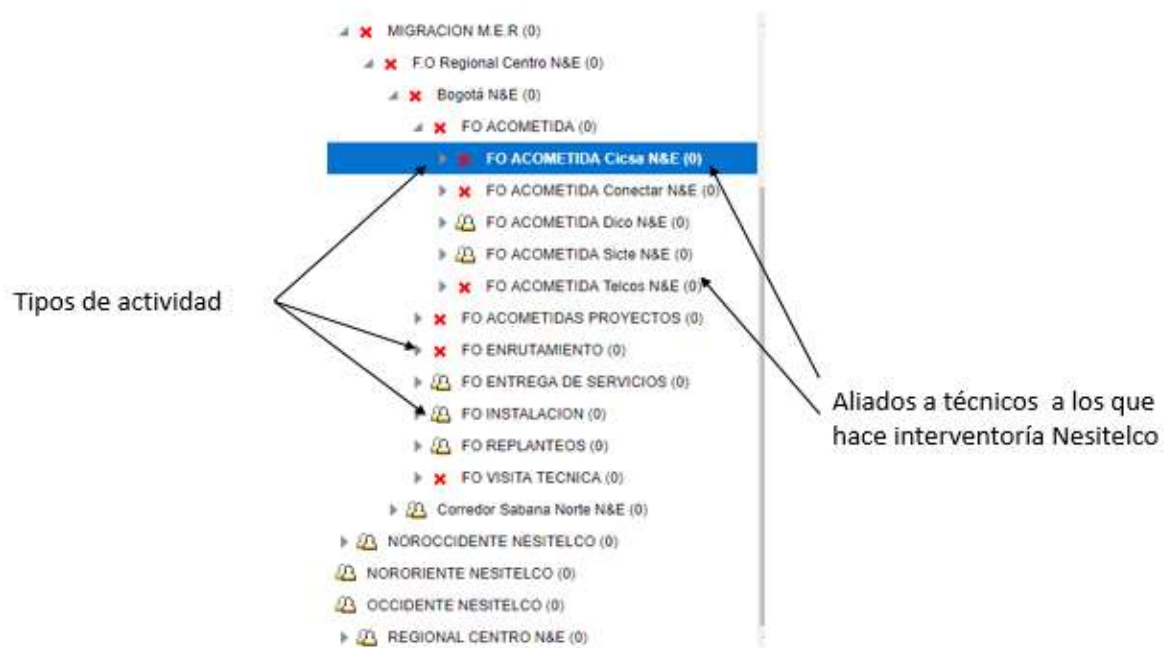 MIGRACION M.E.R (0)
F.O Regional Centro N&E (0)
Bogotá N&E (0)
FO ACOMETIDA (0)
FO ACOMETIDA Cicsa N&E (0)
FO ACOMETIDA Conectar N&E (0)
FO ACOMETIDA Dico N&E (0)
FO ACOMETIDA Sicte N&E (0)
FO ACOMETIDA Telcos N&E (0)
FO ACOMETIDAS PROYECTOS (0)
FO ENRUTAMIENTO (0)
FO ENTREGA DE SERVICIOS (0)
FO INSTALACION (0)
FO REPLANTEOS (0)
FO VISITA TECNICA (0)
Corredor Sabana Norte N&E (0)
NOROCCIDENTE NESITELCO (0)
NORORIENTE NESITELCO (0)
OCCIDENTE NESITELCO (0)
REGIONAL CENTRO N&E (0)
Tipos de actividad
Aliados a técnicos a los que
hace interventoría Nesitelco